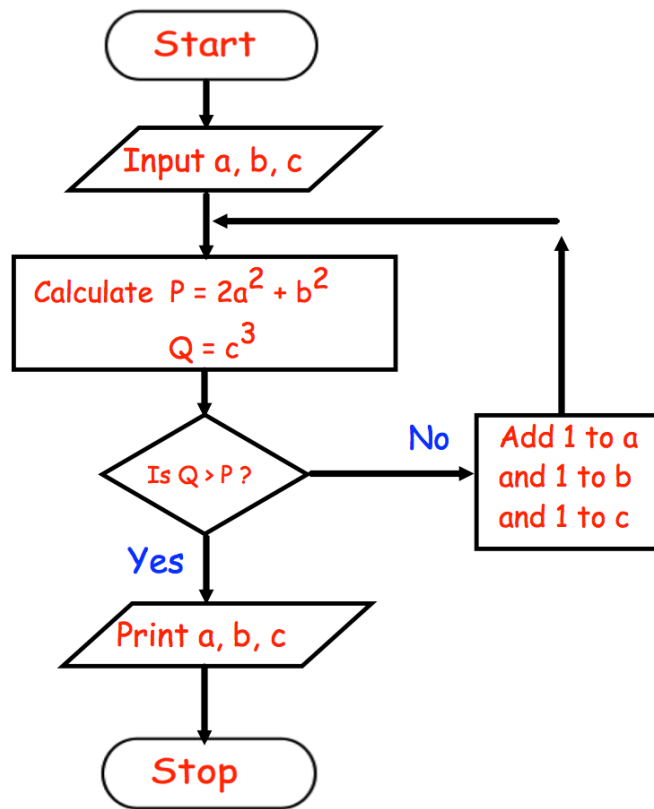 Start
Input a, b, c
Calculate P = 2a² + b²
Q = c³
Is Q > P ?
No
Add 1 to a
and 1 to b
and 1 to c
Yes
Print a, b, c
Stop